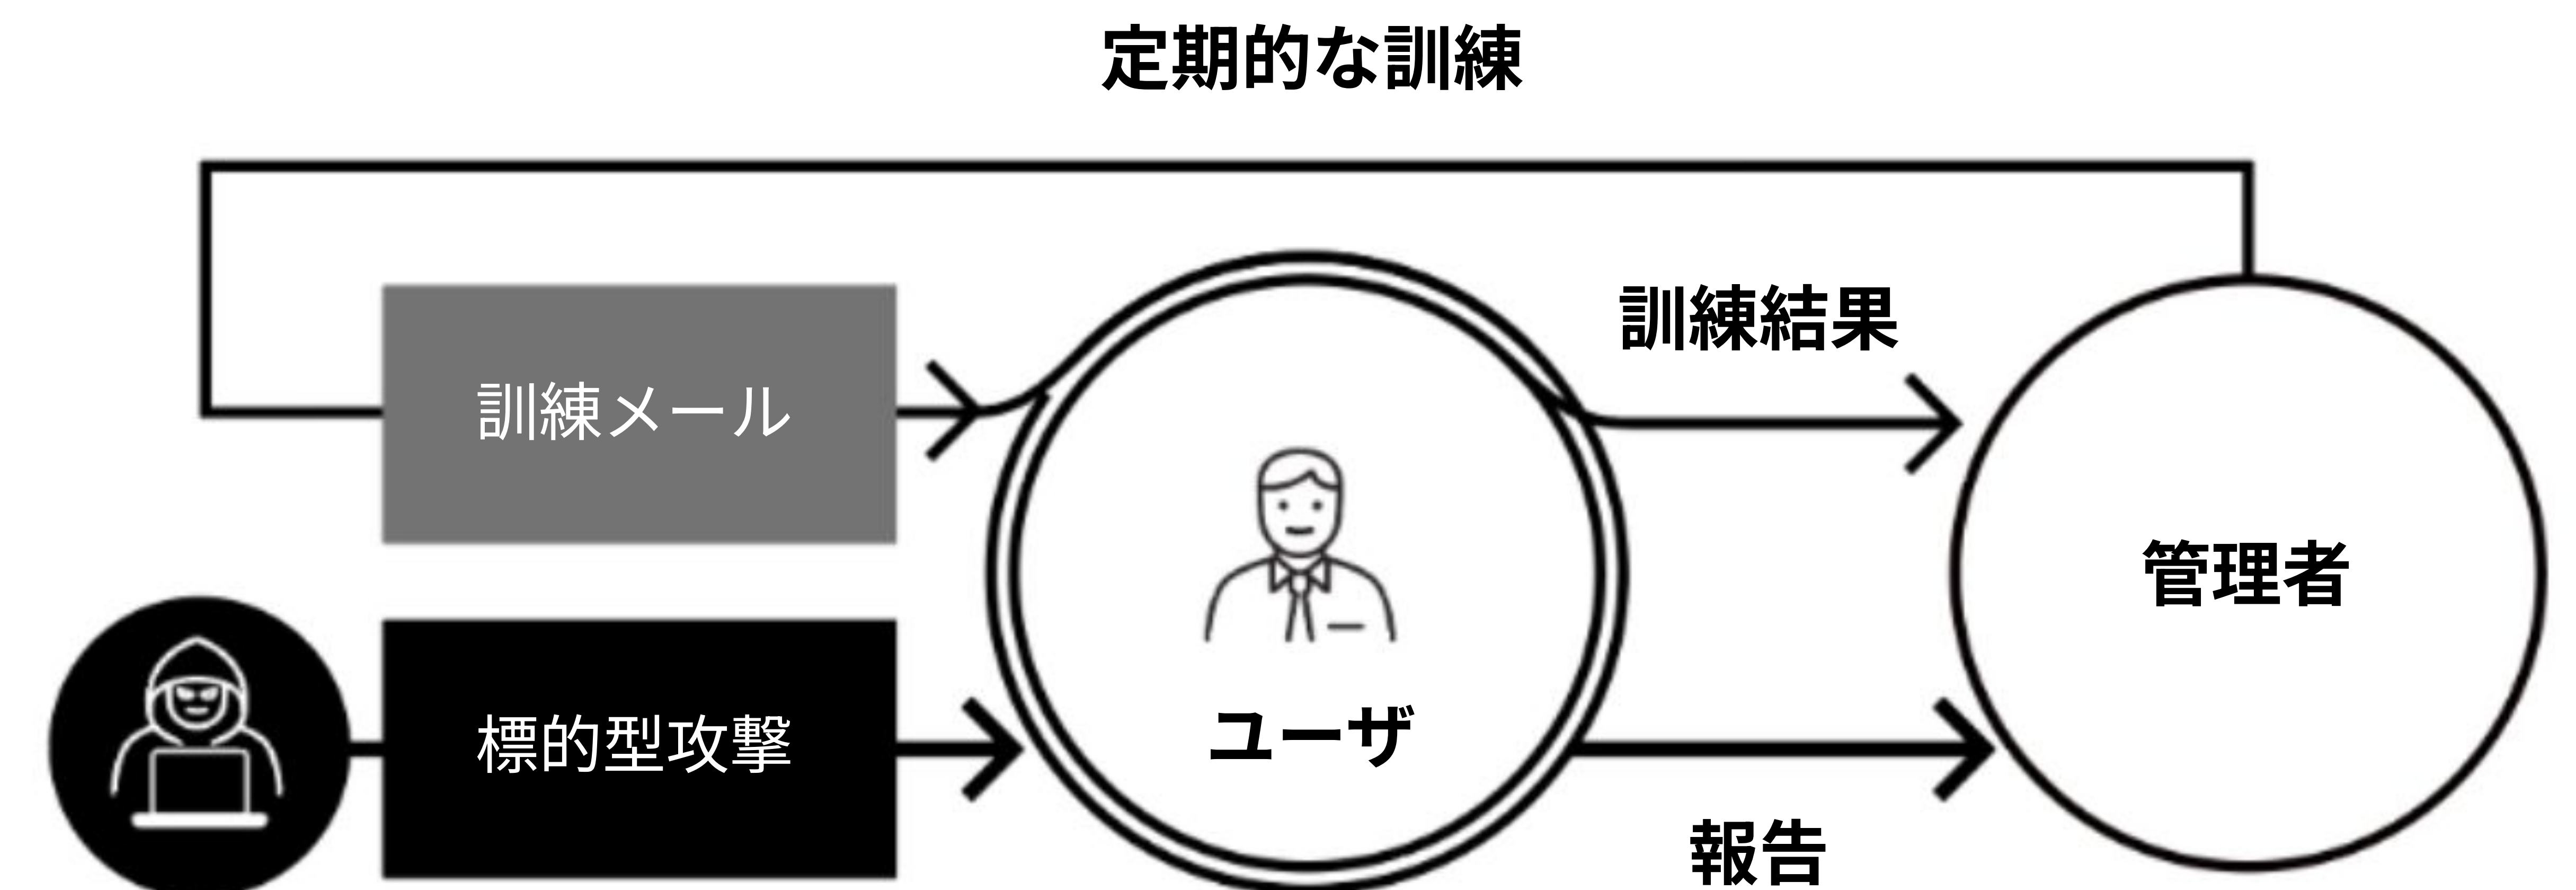 定期的な訓練
訓練結果
訓練メール
管理者
ユーザ
標的型攻撃
報告